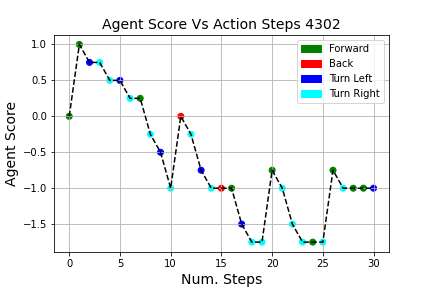 Agent Score Vs Action Steps 4302
Forward
Back
Turn Left
Turn Right
1.0
0.5
0.0
−0.5
−1.0
−1.5
Agent Score
0 5 10 15 20 25 30
Num. Steps